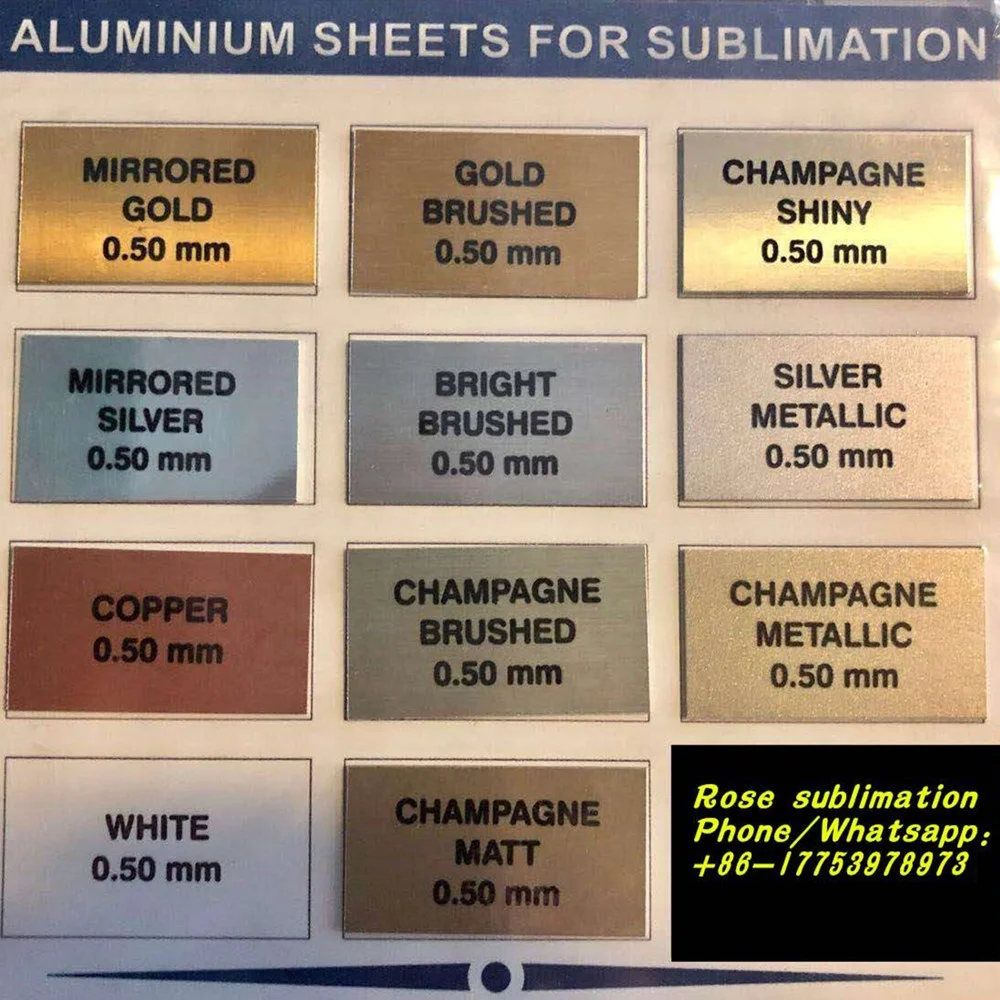 ALUMINIUM SHEETS FOR SUBLIMATION
MIRRORED
GOLD
0.50 mm
GOLD
BRUSHED
0.50 mm
CHAMPAGNE
SHINY
0.50 mm
MIRRORED
SILVER
0.50 mm
BRIGHT
BRUSHED
0.50 mm
SILVER
METALLIC
0.50 mm
COPPER
0.50 mm
CHAMPAGNE
BRUSHED
0.50 mm
CHAMPAGNE
METALLIC
0.50 mm
WHITE
0.50 mm
CHAMPAGNE
MATT
0.50 mm
Rose sublimation
Phone/Whatsapp:
+86-17753978973